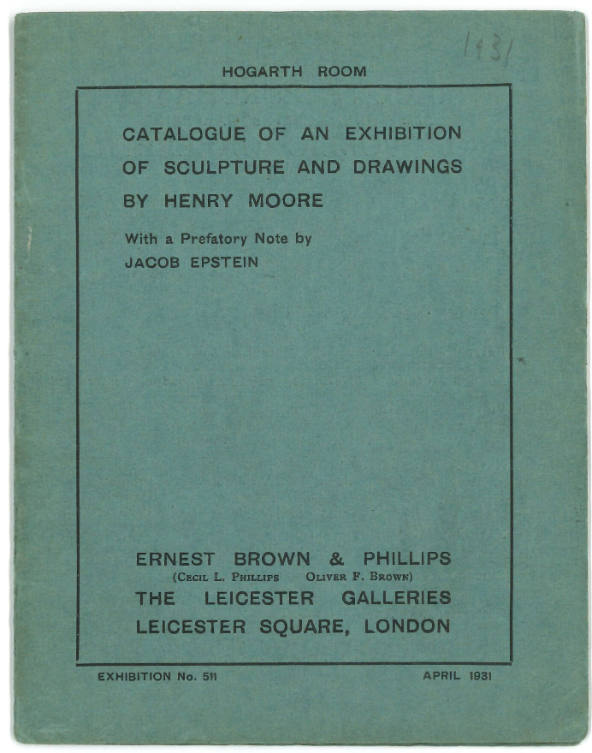 1931
HOGARTH ROOM
CATALOGUE OF AN EXHIBITION
OF SCULPTURE AND DRAWINGS
BY HENRY MOORE
With a Prefatory Note by
JACOB EPSTEIN
ERNEST BROWN & PHILLIPS
(CECIL L. PHILLIPS OLIVER F. BROWN)
THE LEICESTER GALLERIES
LEICESTER SQUARE, LONDON
EXHIBITION No. 511 APRIL 1931